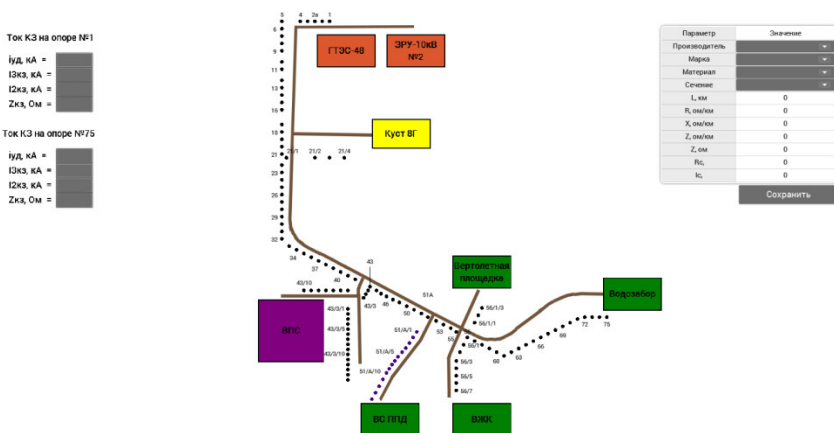 Ток КЗ на опоре №1
iуд, кА =
I3кз, кА =
I2кз, кА =
Zкз, Ом =
Ток КЗ на опоре №75
iуд, кА =
I3кз, кА =
I2кз, кА =
Zкз, Ом =
5 4 2а 1
6
9
11
13
16
18
21
21/1 21/2 21/4
23
26
29
32
34
37
40
43
43/10
43/3
46
50
51А
53
55
43/3/1
43/3/5
43/3/10
51/А/1
51/А/5
51/А/10
56/1/3
56/1/1
56/1
56/3
56/5
56/7
60
63
66
72 75
ГТЭС-48
ЗРУ-10кВ
№2
Куст 8Г
Вертолетная
площадка
Водозабор
ВПС
ВС ППД
ВЖК
Параметр Значение
Производитель
Марка
Материал
Сечение
L, км 0
R, ом/км 0
X, ом/км 0
Z, ом/км 0
Z, ом 0
Rс, 0
Iс, 0
Сохранить